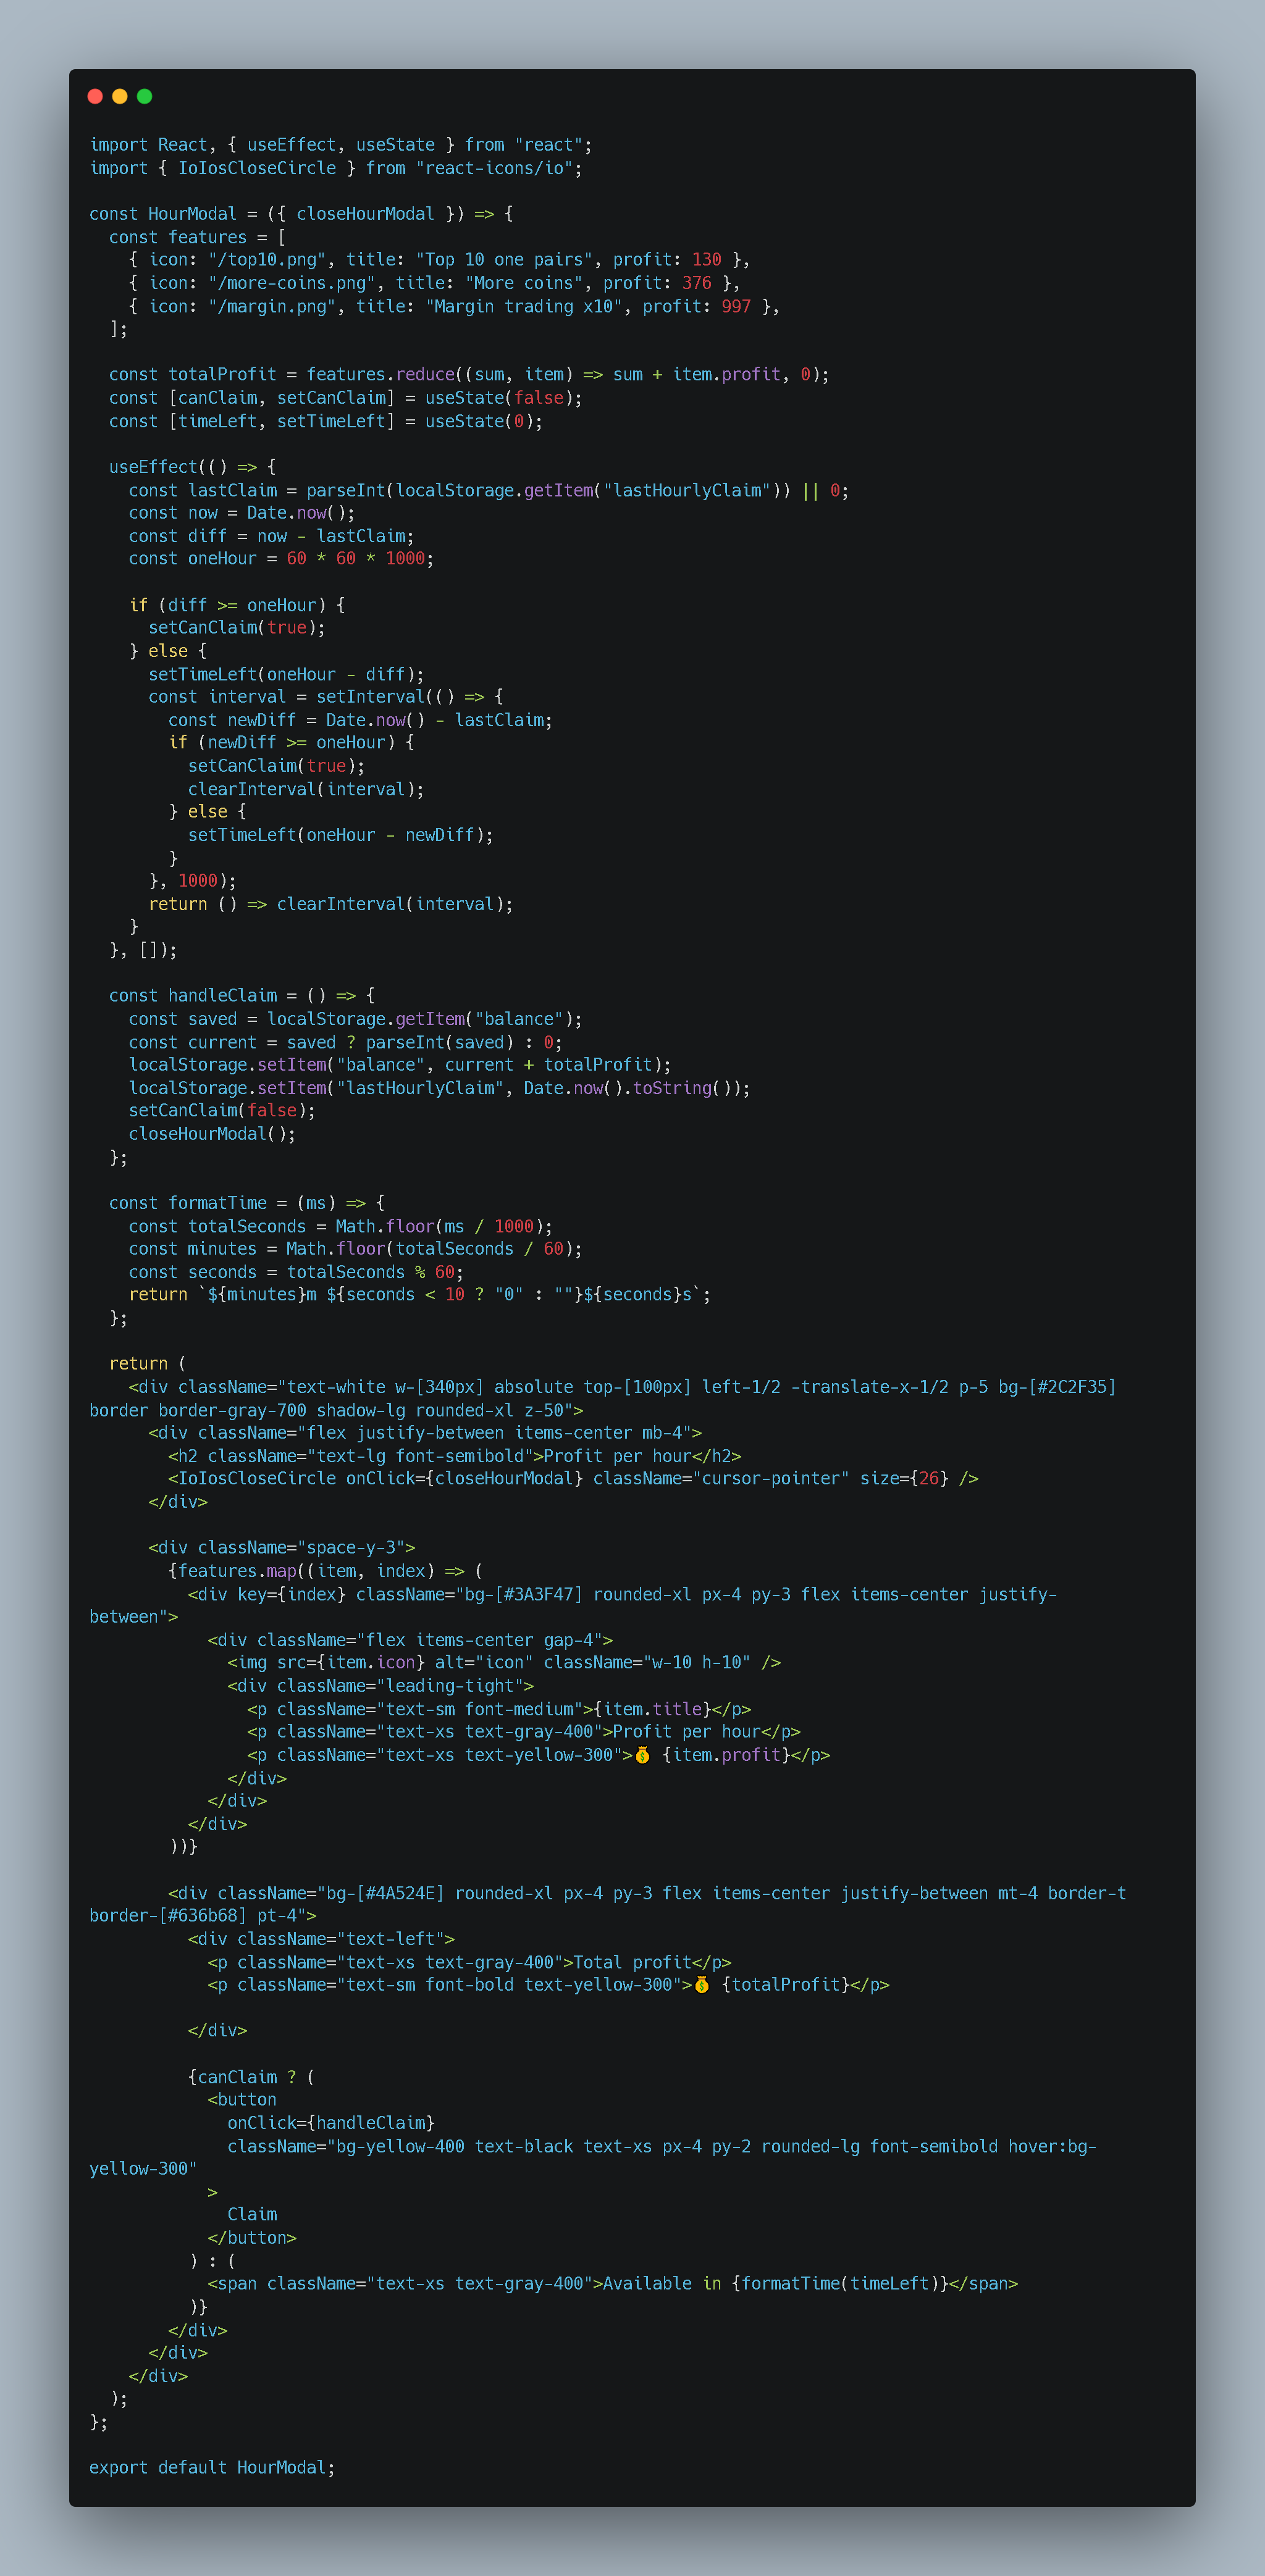 import React, { useEffect, useState } from "react";
import { IoIosCloseCircle } from "react-icons/io";

const HourModal = ({ closeHourModal }) => {
  const features = [
    { icon: "/top10.png", title: "Top 10 one pairs", profit: 130 },
    { icon: "/more-coins.png", title: "More coins", profit: 376 },
    { icon: "/margin.png", title: "Margin trading x10", profit: 997 },
  ];

  const totalProfit = features.reduce((sum, item) => sum + item.profit, 0);
  const [canClaim, setCanClaim] = useState(false);
  const [timeLeft, setTimeLeft] = useState(0);

  useEffect(() => {
    const lastClaim = parseInt(localStorage.getItem("lastHourlyClaim")) || 0;
    const now = Date.now();
    const diff = now - lastClaim;
    const oneHour = 60 * 60 * 1000;

    if (diff >= oneHour) {
      setCanClaim(true);
    } else {
      setTimeLeft(oneHour - diff);
      const interval = setInterval(() => {
        const newDiff = Date.now() - lastClaim;
        if (newDiff >= oneHour) {
          setCanClaim(true);
          clearInterval(interval);
        } else {
          setTimeLeft(oneHour - newDiff);
        }
      }, 1000);
      return () => clearInterval(interval);
    }
  }, []);

  const handleClaim = () => {
    const saved = localStorage.getItem("balance");
    const current = saved ? parseInt(saved) : 0;
    localStorage.setItem("balance", current + totalProfit);
    localStorage.setItem("lastHourlyClaim", Date.now().toString());
    setCanClaim(false);
    closeHourModal();
  };

  const formatTime = (ms) => {
    const totalSeconds = Math.floor(ms / 1000);
    const minutes = Math.floor(totalSeconds / 60);
    const seconds = totalSeconds % 60;
    return `${minutes}m ${seconds < 10 ? "0" : ""}${seconds}s`;
  };

  return (
    <div className="text-white w-[340px] absolute top-[100px] left-1/2 -translate-x-1/2 p-5 bg-[#2C2F35]
border border-gray-700 shadow-lg rounded-xl z-50">
      <div className="flex justify-between items-center mb-4">
        <h2 className="text-lg font-semibold">Profit per hour</h2>
        <IoIosCloseCircle onClick={closeHourModal} className="cursor-pointer" size={26} />
      </div>

      <div className="space-y-3">
        {features.map((item, index) => (
          <div key={index} className="bg-[#3A3F47] rounded-xl px-4 py-3 flex items-center justify-
between">
            <div className="flex items-center gap-4">
              <img src={item.icon} alt="icon" className="w-10 h-10" />
              <div className="leading-tight">
                <p className="text-sm font-medium">{item.title}</p>
                <p className="text-xs text-gray-400">Profit per hour</p>
                <p className="text-xs text-yellow-300">💰 {item.profit}</p>
              </div>
            </div>
          </div>
        ))}

        <div className="bg-[#4A524E] rounded-xl px-4 py-3 flex items-center justify-between mt-4 border-t
border-[#636b68] pt-4">
          <div className="text-left">
            <p className="text-xs text-gray-400">Total profit</p>
            <p className="text-sm font-bold text-yellow-300">💰 {totalProfit}</p>

          </div>

          {canClaim ? (
            <button
              onClick={handleClaim}
              className="bg-yellow-400 text-black text-xs px-4 py-2 rounded-lg font-semibold hover:bg-
yellow-300"
            >
              Claim
            </button>
          ) : (
            <span className="text-xs text-gray-400">Available in {formatTime(timeLeft)}</span>
          )}
        </div>
      </div>
    </div>
  );
};

export default HourModal;